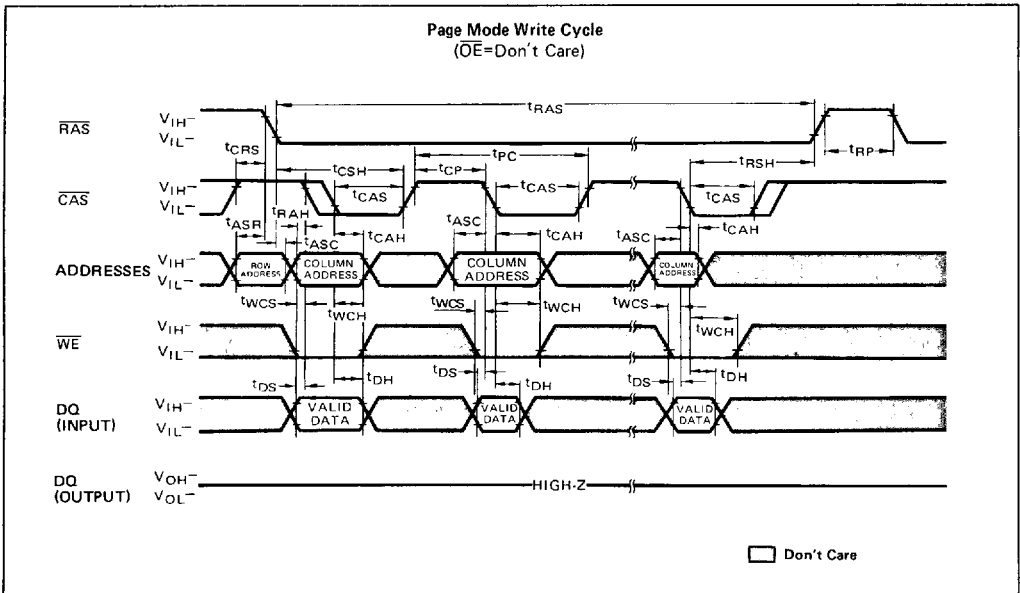 Page Mode Write Cycle
(OE=Don't Care)
RAS
VIH-
VIL-
tRAS
tCRS
tRP
tCSH
tPC
tCP
tRSH
CAS
VIH-
VIL-
tCAS
tCAS
tCAS
tRAH
tASR
tASC
tCAH
tASC
tCAH
tASC
tCAH
ADDRESSES
VIH-
VIL-
ROW ADDRESS
COLUMN ADDRESS
COLUMN ADDRESS
COLUMN ADDRESS
tWCS
tWCH
tWCS
tWCH
tWCS
tWCH
WE
VIH-
VIL-
tDS
tDH
tDS
tDH
tDS
tDH
DQ
(INPUT)
VIH-
VIL-
VALID DATA
VALID DATA
VALID DATA
DQ
(OUTPUT)
VOH-
VOL-
HIGH-Z
Don't Care